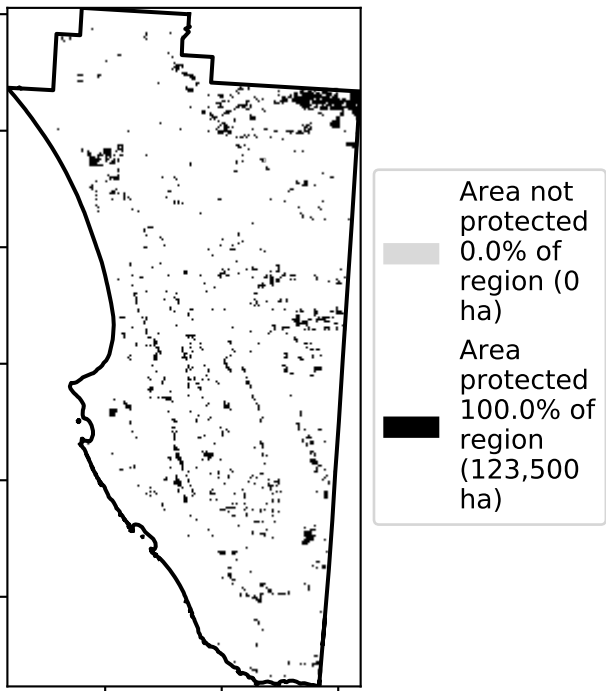 Area not
protected
0.0% of
region (0
ha)
Area
protected
100.0% of
region
(123,500
ha)